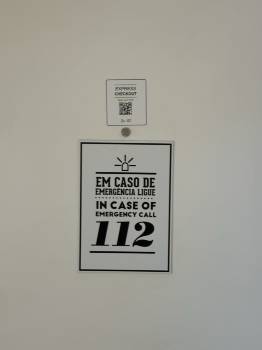 EXPRESS
CHECKOUT
EM CASO DE
EMERGÊNCIA LIGUE
IN CASE OF
EMERGENCY CALL
112